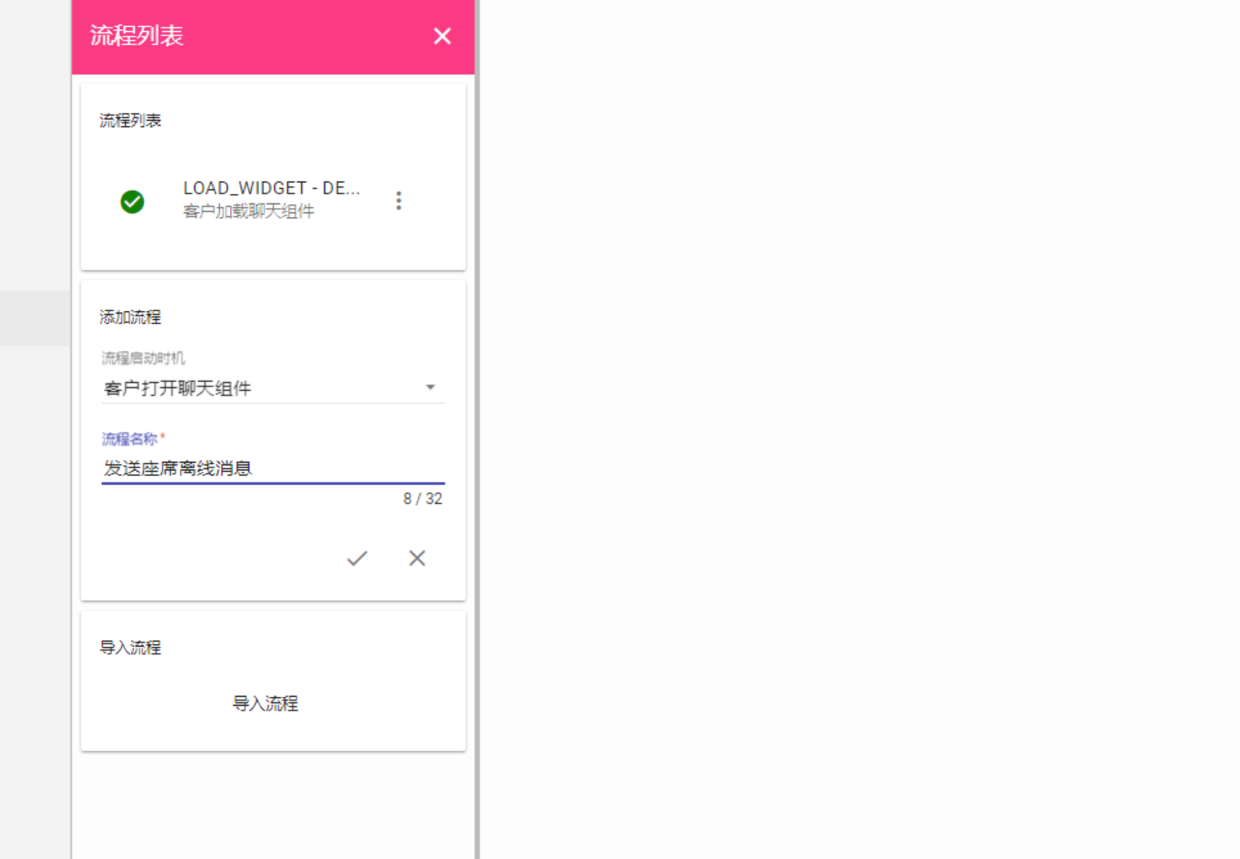 流程列表
流程列表
LOAD_WIDGET - DE...
客户加载聊天组件
添加流程
流程启动时机
客户打开聊天组件
流程名称*
发送座席离线消息
8 / 32
导入流程
导入流程